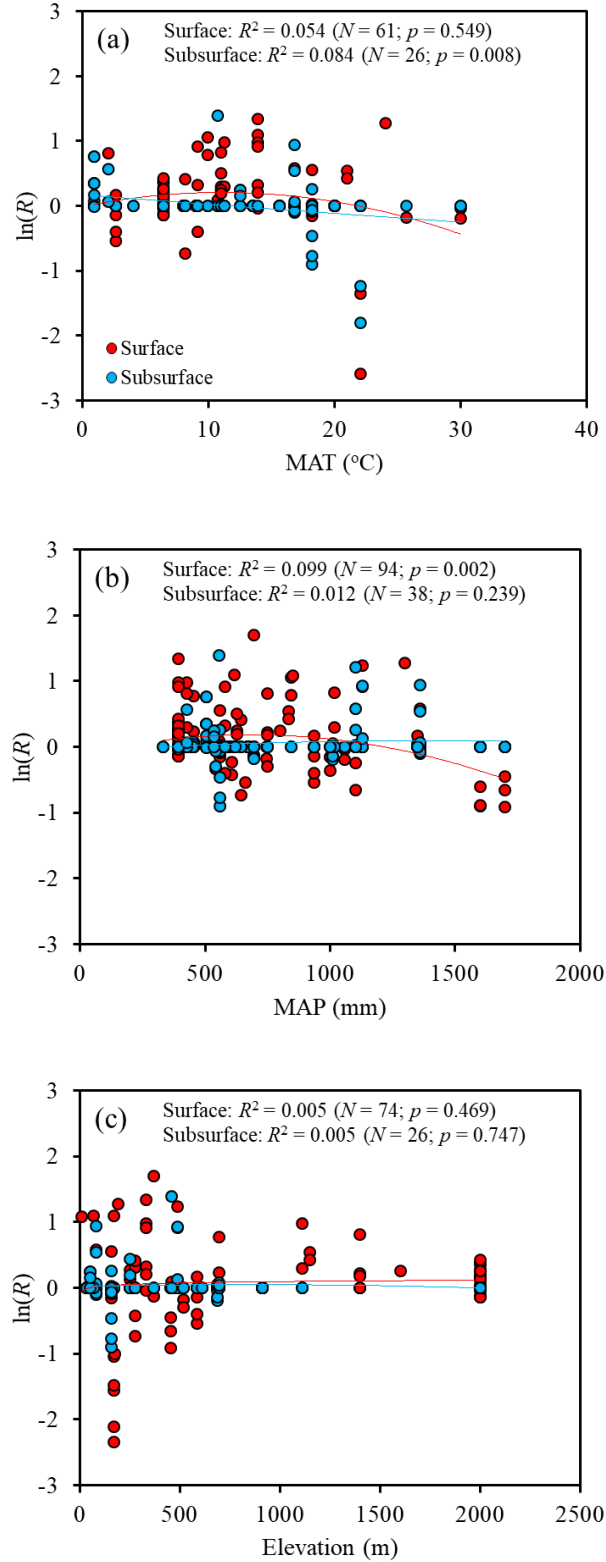 (a)
Surface: R² = 0.054 (N = 61; p = 0.549)
Subsurface: R² = 0.084 (N = 26; p = 0.008)
3
2
1
0
-1
-2
-3
ln(R)
Surface
Subsurface
0 10 20 30 40
MAT (°C)
(b)
Surface: R² = 0.099 (N = 94; p = 0.002)
Subsurface: R² = 0.012 (N = 38; p = 0.239)
3
2
1
0
-1
-2
-3
ln(R)
0 500 1000 1500 2000
MAP (mm)
(c)
Surface: R² = 0.005 (N = 74; p = 0.469)
Subsurface: R² = 0.005 (N = 26; p = 0.747)
3
2
1
0
-1
-2
-3
ln(R)
0 500 1000 1500 2000 2500
Elevation (m)